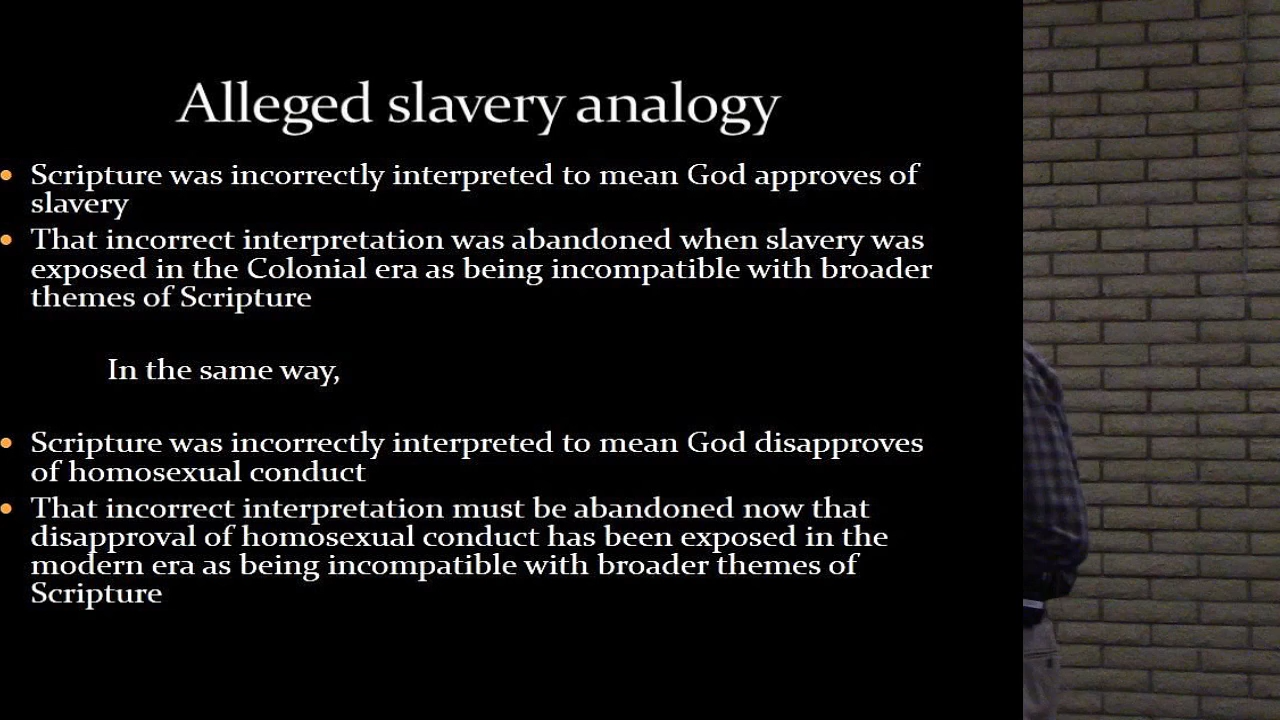 Alleged slavery analogy
• Scripture was incorrectly interpreted to mean God approves of
slavery
• That incorrect interpretation was abandoned when slavery was
exposed in the Colonial era as being incompatible with broader
themes of Scripture
In the same way,
• Scripture was incorrectly interpreted to mean God disapproves
of homosexual conduct
• That incorrect interpretation must be abandoned now that
disapproval of homosexual conduct has been exposed in the
modern era as being incompatible with broader themes of
Scripture